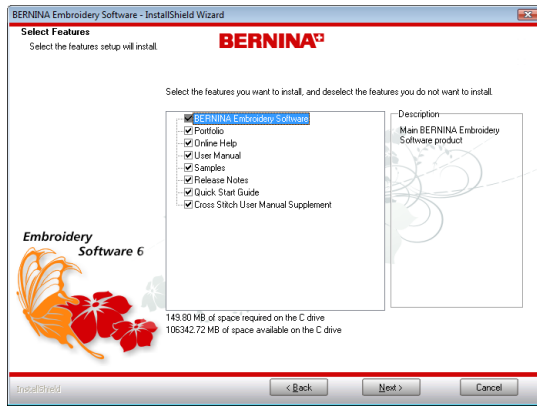 BERNINA Embroidery Software - InstallShield Wizard
Select Features
Select the features setup will install.
BERNINA
Select the features you want to install, and deselect the features you do not want to install.
BERNINA Embroidery Software
Portfolio
Online Help
User Manual
Samples
Release Notes
Quick Start Guide
Cross Stitch User Manual Supplement
Description
Main BERNINA Embroidery
Software product
Embroidery
Software 6
149.80 MB of space required on the C drive
106342.72 MB of space available on the C drive
InstallShield
< Back
Next >
Cancel